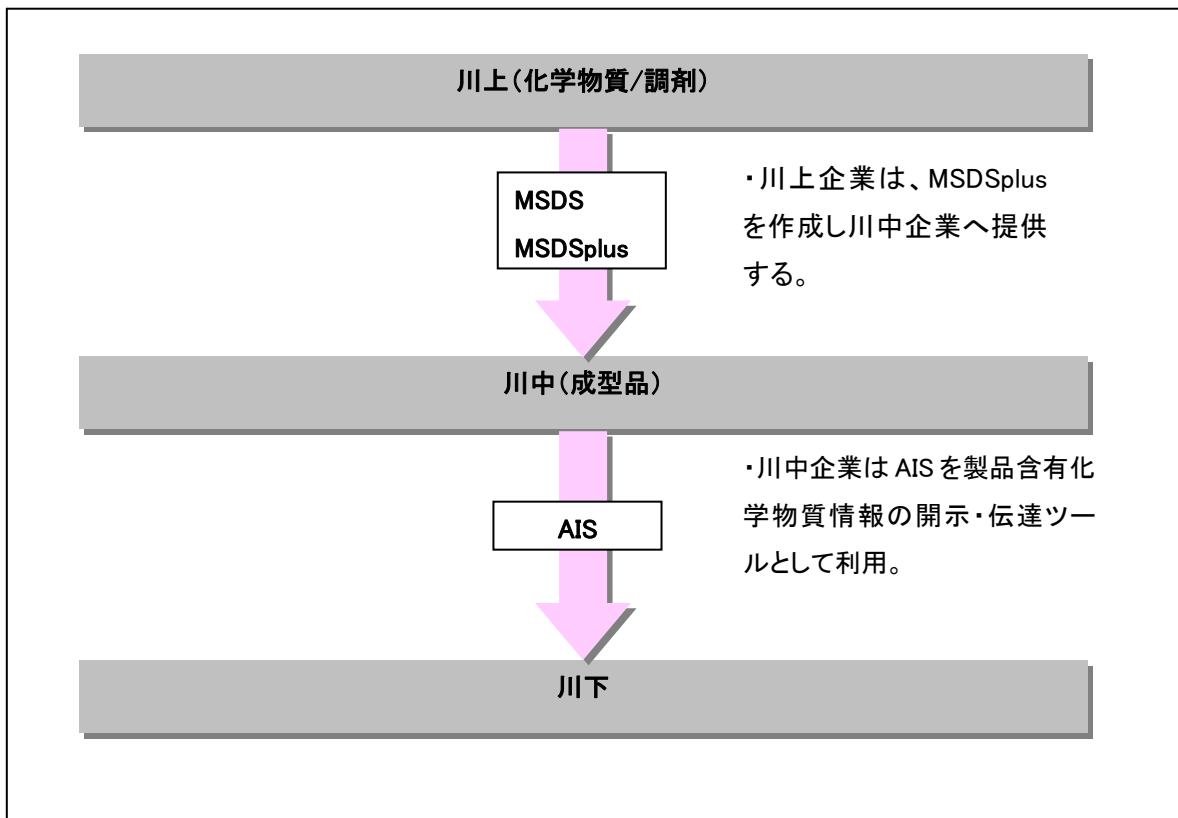 川上(化学物質/調剤)
MSDS
MSDSplus
・川上企業は、MSDSplus
を作成し川中企業へ提供
する。
川中(成型品)
AIS
・川中企業は AIS を製品含有化
学物質情報の開示・伝達ツー
ルとして利用。
川下